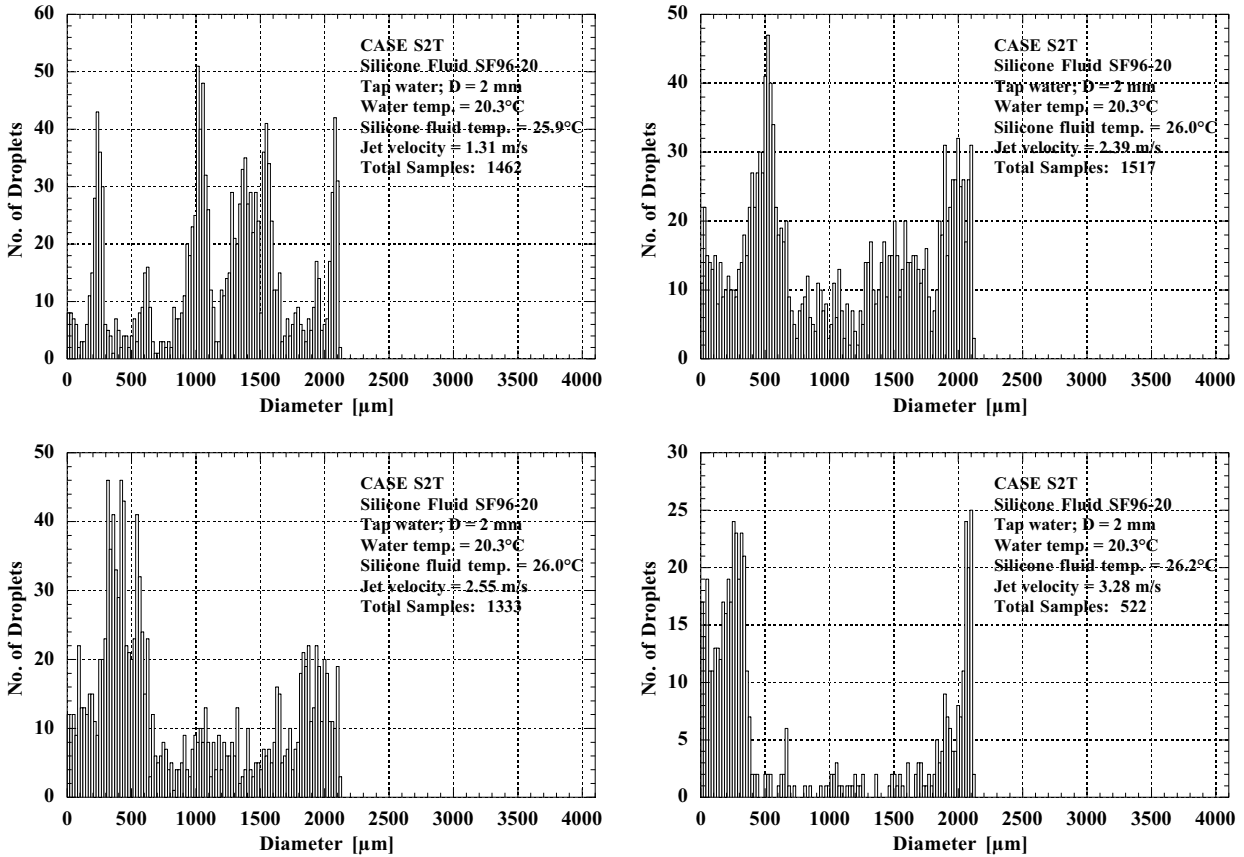 60
50
40
30
20
10
0
No. of Droplets
CASE S2T
Silicone Fluid SF96-20
Tap water; D = 2 mm
Water temp. = 20.3°C
Silicone fluid temp. = 25.9°C
Jet velocity = 1.31 m/s
Total Samples: 1462
0 500 1000 1500 2000 2500 3000 3500 4000
Diameter [µm]
50
40
30
20
10
0
No. of Droplets
CASE S2T
Silicone Fluid SF96-20
Tap water; D = 2 mm
Water temp. = 20.3°C
Silicone fluid temp. = 26.0°C
Jet velocity = 2.39 m/s
Total Samples: 1517
0 500 1000 1500 2000 2500 3000 3500 4000
Diameter [µm]
50
40
30
20
10
0
No. of Droplets
CASE S2T
Silicone Fluid SF96-20
Tap water; D = 2 mm
Water temp. = 20.3°C
Silicone fluid temp. = 26.0°C
Jet velocity = 2.55 m/s
Total Samples: 1333
0 500 1000 1500 2000 2500 3000 3500 4000
Diameter [µm]
30
25
20
15
10
5
0
No. of Droplets
CASE S2T
Silicone Fluid SF96-20
Tap water; D = 2 mm
Water temp. = 20.3°C
Silicone fluid temp. = 26.2°C
Jet velocity = 3.28 m/s
Total Samples: 522
0 500 1000 1500 2000 2500 3000 3500 4000
Diameter [µm]